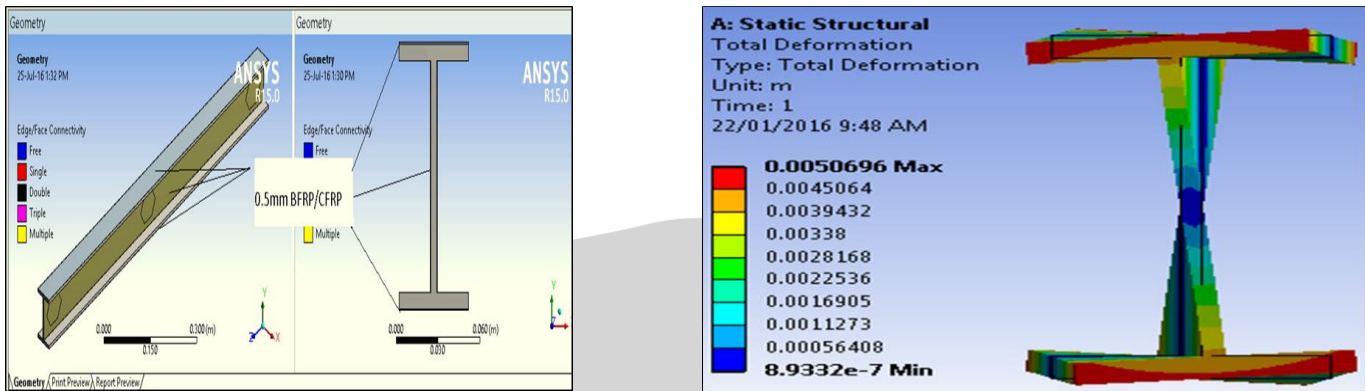 Geometry
Geometry
25-Jul-16 1:32 PM
ANSYS
R15.0
Edge/Face Connectivity
Free
Single
Double
Triple
Multiple
0.000
0.300 (m)
0.150
Y
Z
X
Geometry
Print Preview
Report Preview
Geometry
Geometry
25-Jul-16 1:30 PM
ANSYS
R15.0
Edge/Face Connectivity
Free
Multiple
0.5mm BFRP/CFRP
0.000
0.060 (m)
0.030
Y
Z
A: Static Structural
Total Deformation
Type: Total Deformation
Unit: m
Time: 1
22/01/2016 9:48 AM
0.0050696 Max
0.0045064
0.0039432
0.00338
0.0028168
0.0022536
0.0016905
0.0011273
0.00056408
8.9332e-7 Min